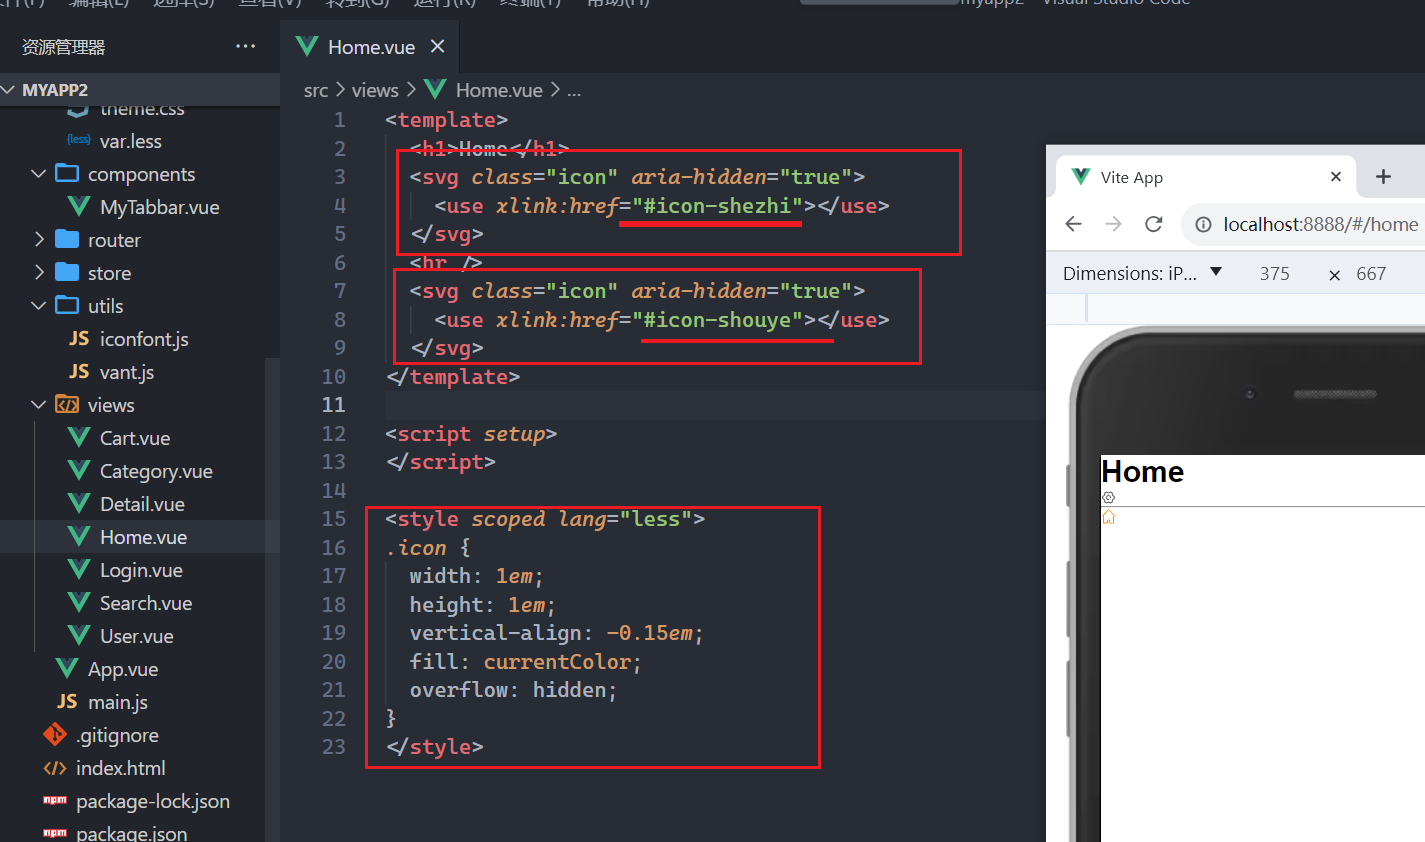 myapp2 - Visual Studio Code
资源管理器
Home.vue
MYAPP2
theme.css
{less} var.less
components
MyTabbar.vue
router
store
utils
JS iconfont.js
JS vant.js
views
Cart.vue
Category.vue
Detail.vue
Home.vue
Login.vue
Search.vue
User.vue
App.vue
JS main.js
.gitignore
index.html
npm package-lock.json
npm package.json
src > views > Home.vue > ...
1 <template>
2 <h1>Home</h1>
3 <svg class="icon" aria-hidden="true">
4 <use xlink:href="#icon-shezhi"></use>
5 </svg>
6 <hr />
7 <svg class="icon" aria-hidden="true">
8 <use xlink:href="#icon-shouye"></use>
9 </svg>
10 </template>
11
12 <script setup>
13 </script>
14
15 <style scoped lang="less">
16 .icon {
17 width: 1em;
18 height: 1em;
19 vertical-align: -0.15em;
20 fill: currentColor;
21 overflow: hidden;
22 }
23 </style>
Vite App
localhost:8888/#/home
Dimensions: iP... ▼ 375 × 667
Home